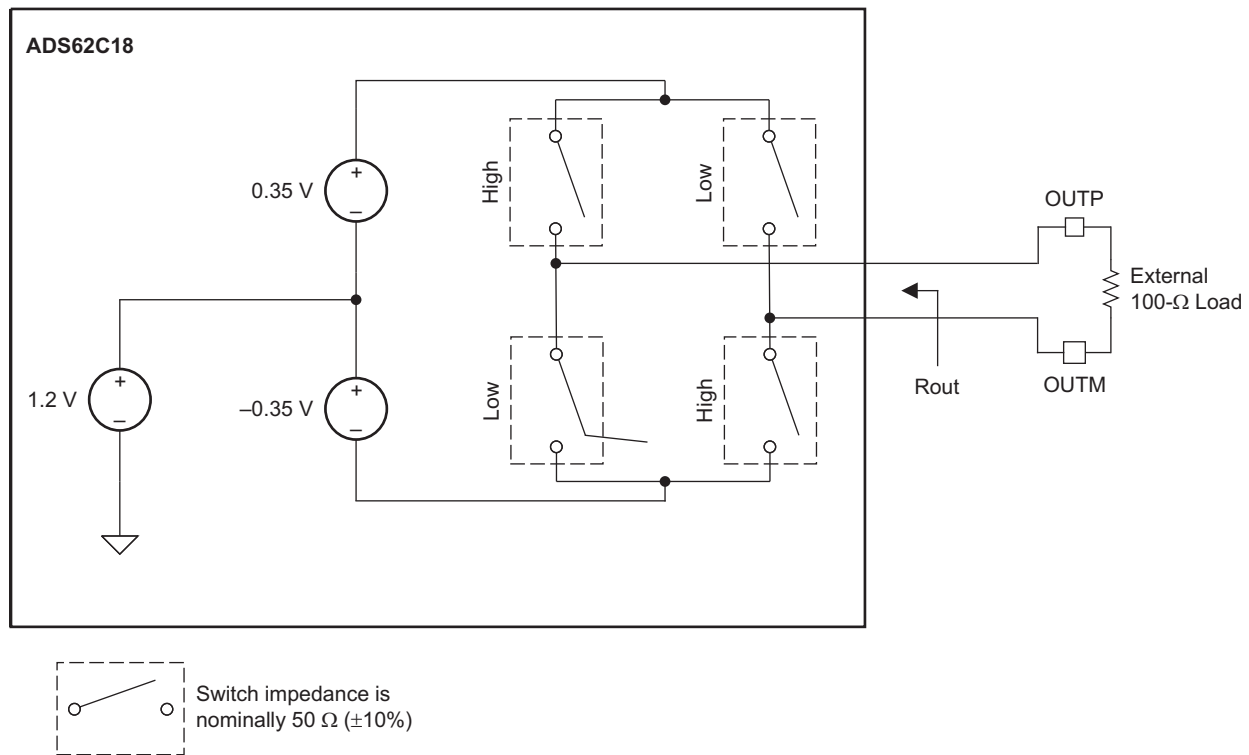 ADS62C18
High
Low
0.35 V
+
–
OUTP
External
100-Ω Load
1.2 V
+
–
–0.35 V
+
–
Low
High
Rout
OUTM
Switch impedance is
nominally 50 Ω (±10%)